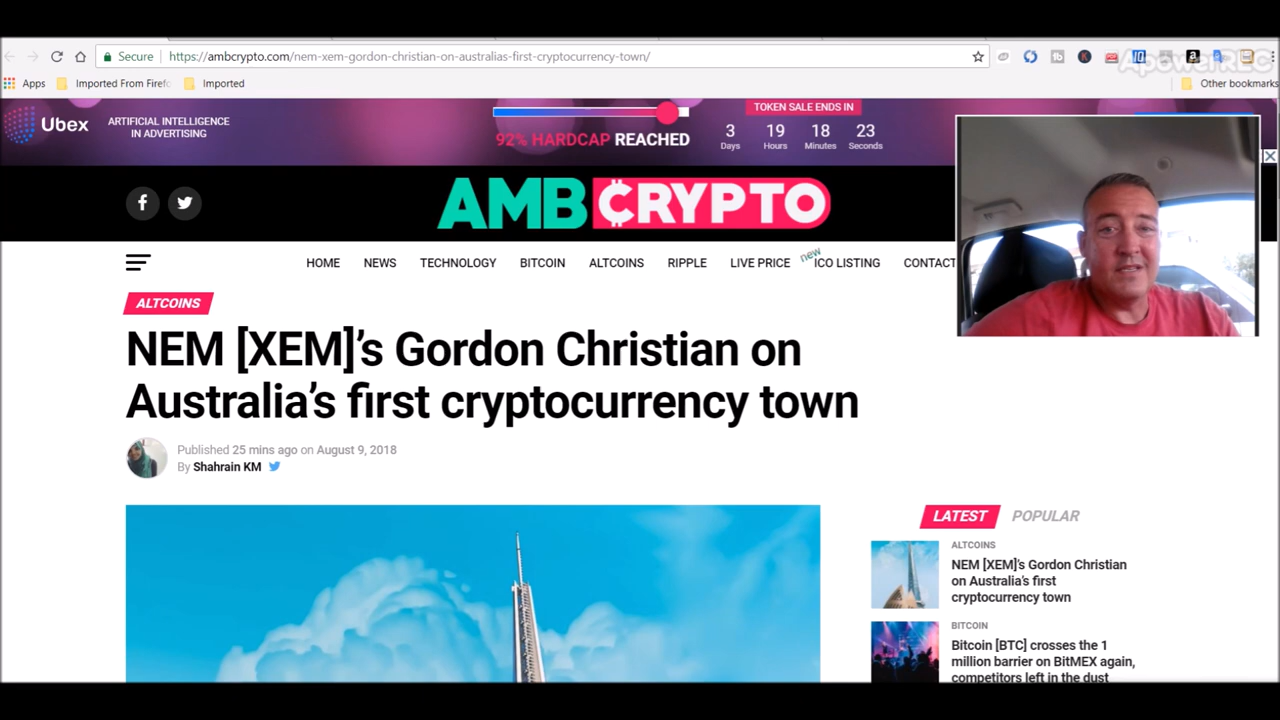 ApowerREC
Secure https://ambcrypto.com/nem-xem-gordon-christian-on-australias-first-cryptocurrency-town/
Apps Imported From Firefo Imported Other bookmarks
Ubex
ARTIFICIAL INTELLIGENCE
IN ADVERTISING
92% HARDCAP REACHED
TOKEN SALE ENDS IN
3 19 18 23
Days Hours Minutes Seconds
AMBCRYPTO
new
HOME NEWS TECHNOLOGY BITCOIN ALTCOINS RIPPLE LIVE PRICE ICO LISTING CONTACT
ALTCOINS
NEM [XEM]’s Gordon Christian on
Australia’s first cryptocurrency town
Published 25 mins ago on August 9, 2018
By Shahrain KM
LATEST POPULAR
ALTCOINS
NEM [XEM]’s Gordon Christian
on Australia’s first
cryptocurrency town
BITCOIN
Bitcoin [BTC] crosses the 1
million barrier on BitMEX again,
competitors left in the dust